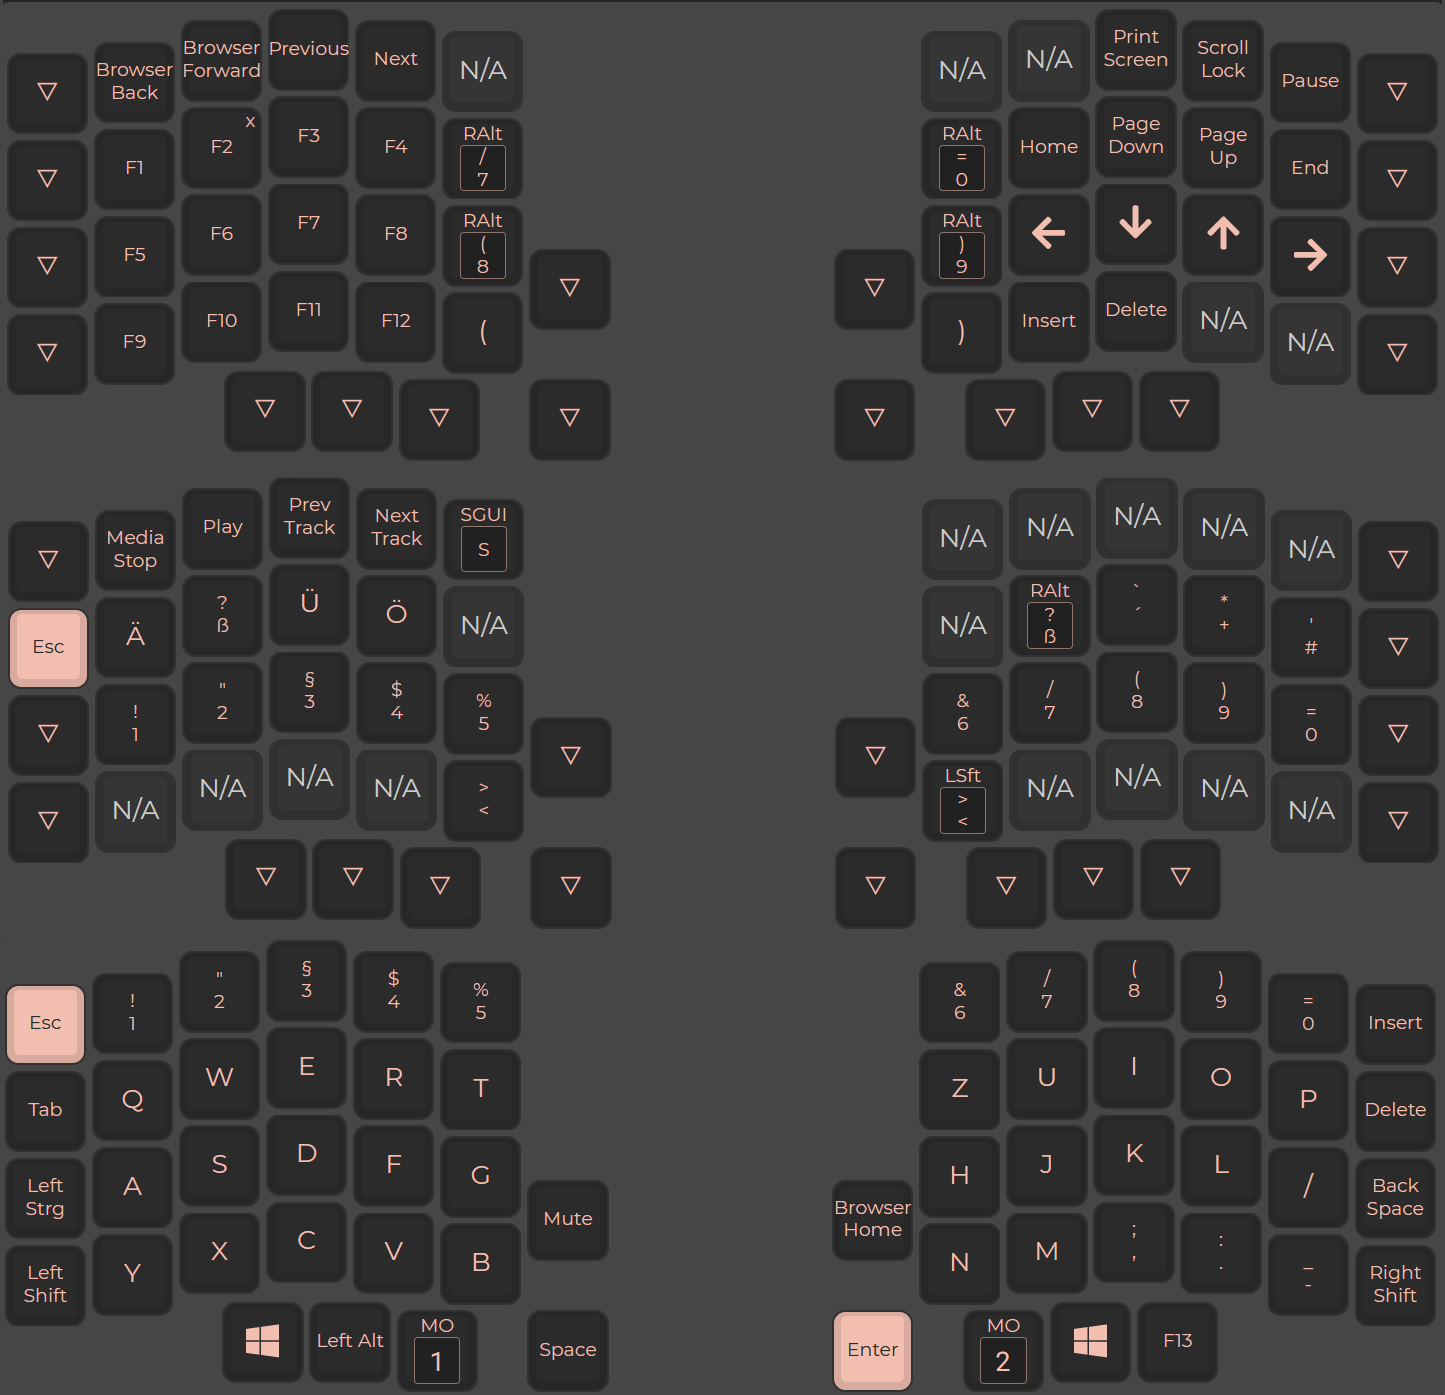 ▽ Browser Back Browser Forward Previous Next N/A N/A N/A Print Screen Scroll Lock Pause ▽
▽ F1 F2 x F3 F4 RAlt / 7 RAlt = 0 Home Page Down Page Up End ▽
▽ F5 F6 F7 F8 RAlt ( 8 ▽ ▽ RAlt ) 9 ← ↓ ↑ → ▽
▽ F9 F10 F11 F12 ( ) Insert Delete N/A N/A ▽
▽ ▽ ▽ ▽ ▽ ▽ ▽ ▽
▽ Media Stop Play Prev Track Next Track SGUI S N/A N/A N/A N/A N/A ▽
Esc Ä ? ß Ü Ö N/A N/A RAlt ? ß ` ´ * + ' # ▽
▽ ! 1 " 2 § 3 $ 4 % 5 ▽ ▽ & 6 / 7 ( 8 ) 9 = 0 ▽
▽ N/A N/A N/A N/A > < LSft > < N/A N/A N/A N/A ▽
▽ ▽ ▽ ▽ ▽ ▽ ▽ ▽
Esc ! 1 " 2 § 3 $ 4 % 5 & 6 / 7 ( 8 ) 9 = 0 Insert
Tab Q W E R T Z U I O P Delete
Left Strg A S D F G Mute Browser Home H J K L / Back Space
Left Shift Y X C V B N M ; , : . _ - Right Shift
Left Alt MO 1 Space Enter MO 2 F13